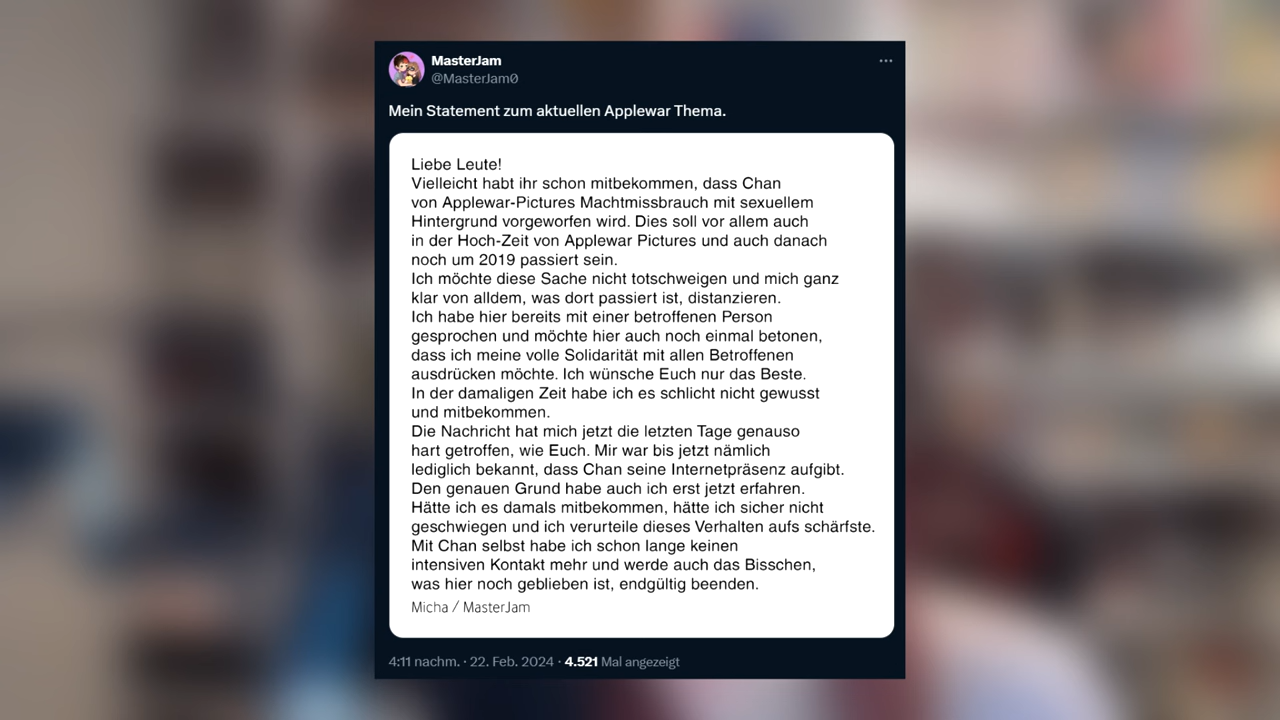 MasterJam
@MasterJam0
Mein Statement zum aktuellen Applewar Thema.
Liebe Leute!
Vielleicht habt ihr schon mitbekommen, dass Chan
von Applewar-Pictures Machtmissbrauch mit sexuellem
Hintergrund vorgeworfen wird. Dies soll vor allem auch
in der Hoch-Zeit von Applewar Pictures und auch danach
noch um 2019 passiert sein.
Ich möchte diese Sache nicht totschweigen und mich ganz
klar von alldem, was dort passiert ist, distanzieren.
Ich habe hier bereits mit einer betroffenen Person
gesprochen und möchte hier auch noch einmal betonen,
dass ich meine volle Solidarität mit allen Betroffenen
ausdrücken möchte. Ich wünsche Euch nur das Beste.
In der damaligen Zeit habe ich es schlicht nicht gewusst
und mitbekommen.
Die Nachricht hat mich jetzt die letzten Tage genauso
hart getroffen, wie Euch. Mir war bis jetzt nämlich
lediglich bekannt, dass Chan seine Internetpräsenz aufgibt.
Den genauen Grund habe auch ich erst jetzt erfahren.
Hätte ich es damals mitbekommen, hätte ich sicher nicht
geschwiegen und ich verurteile dieses Verhalten aufs schärfste.
Mit Chan selbst habe ich schon lange keinen
intensiven Kontakt mehr und werde auch das Bisschen,
was hier noch geblieben ist, endgültig beenden.
Micha / MasterJam
4:11 nachm. · 22. Feb. 2024 · 4.521 Mal angezeigt